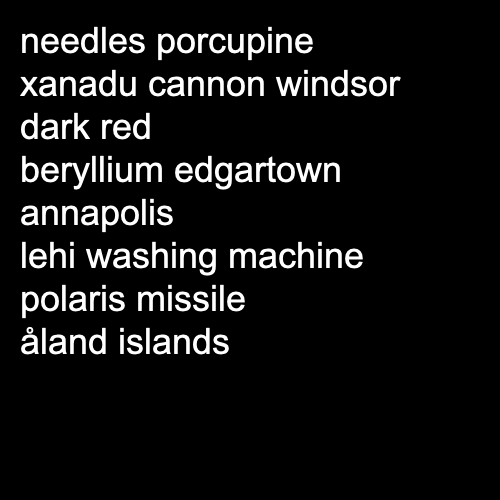 needles porcupine
xanadu cannon windsor
dark red
beryllium edgartown
annapolis
lehi washing machine
polaris missile
åland islands